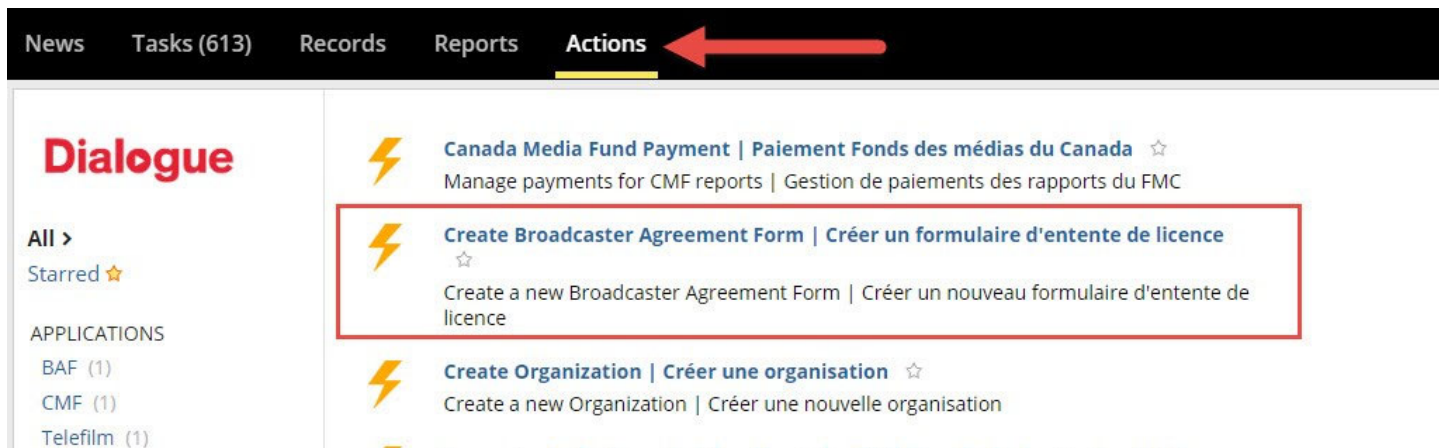 News Tasks (613) Records Reports Actions
Dialogue
All >
Starred
APPLICATIONS
BAF (1)
CMF (1)
Telefilm (1)
Canada Media Fund Payment | Paiement Fonds des médias du Canada
Manage payments for CMF reports | Gestion de paiements des rapports du FMC
Create Broadcaster Agreement Form | Créer un formulaire d'entente de licence
Create a new Broadcaster Agreement Form | Créer un nouveau formulaire d'entente de
licence
Create Organization | Créer une organisation
Create a new Organization | Créer une nouvelle organisation